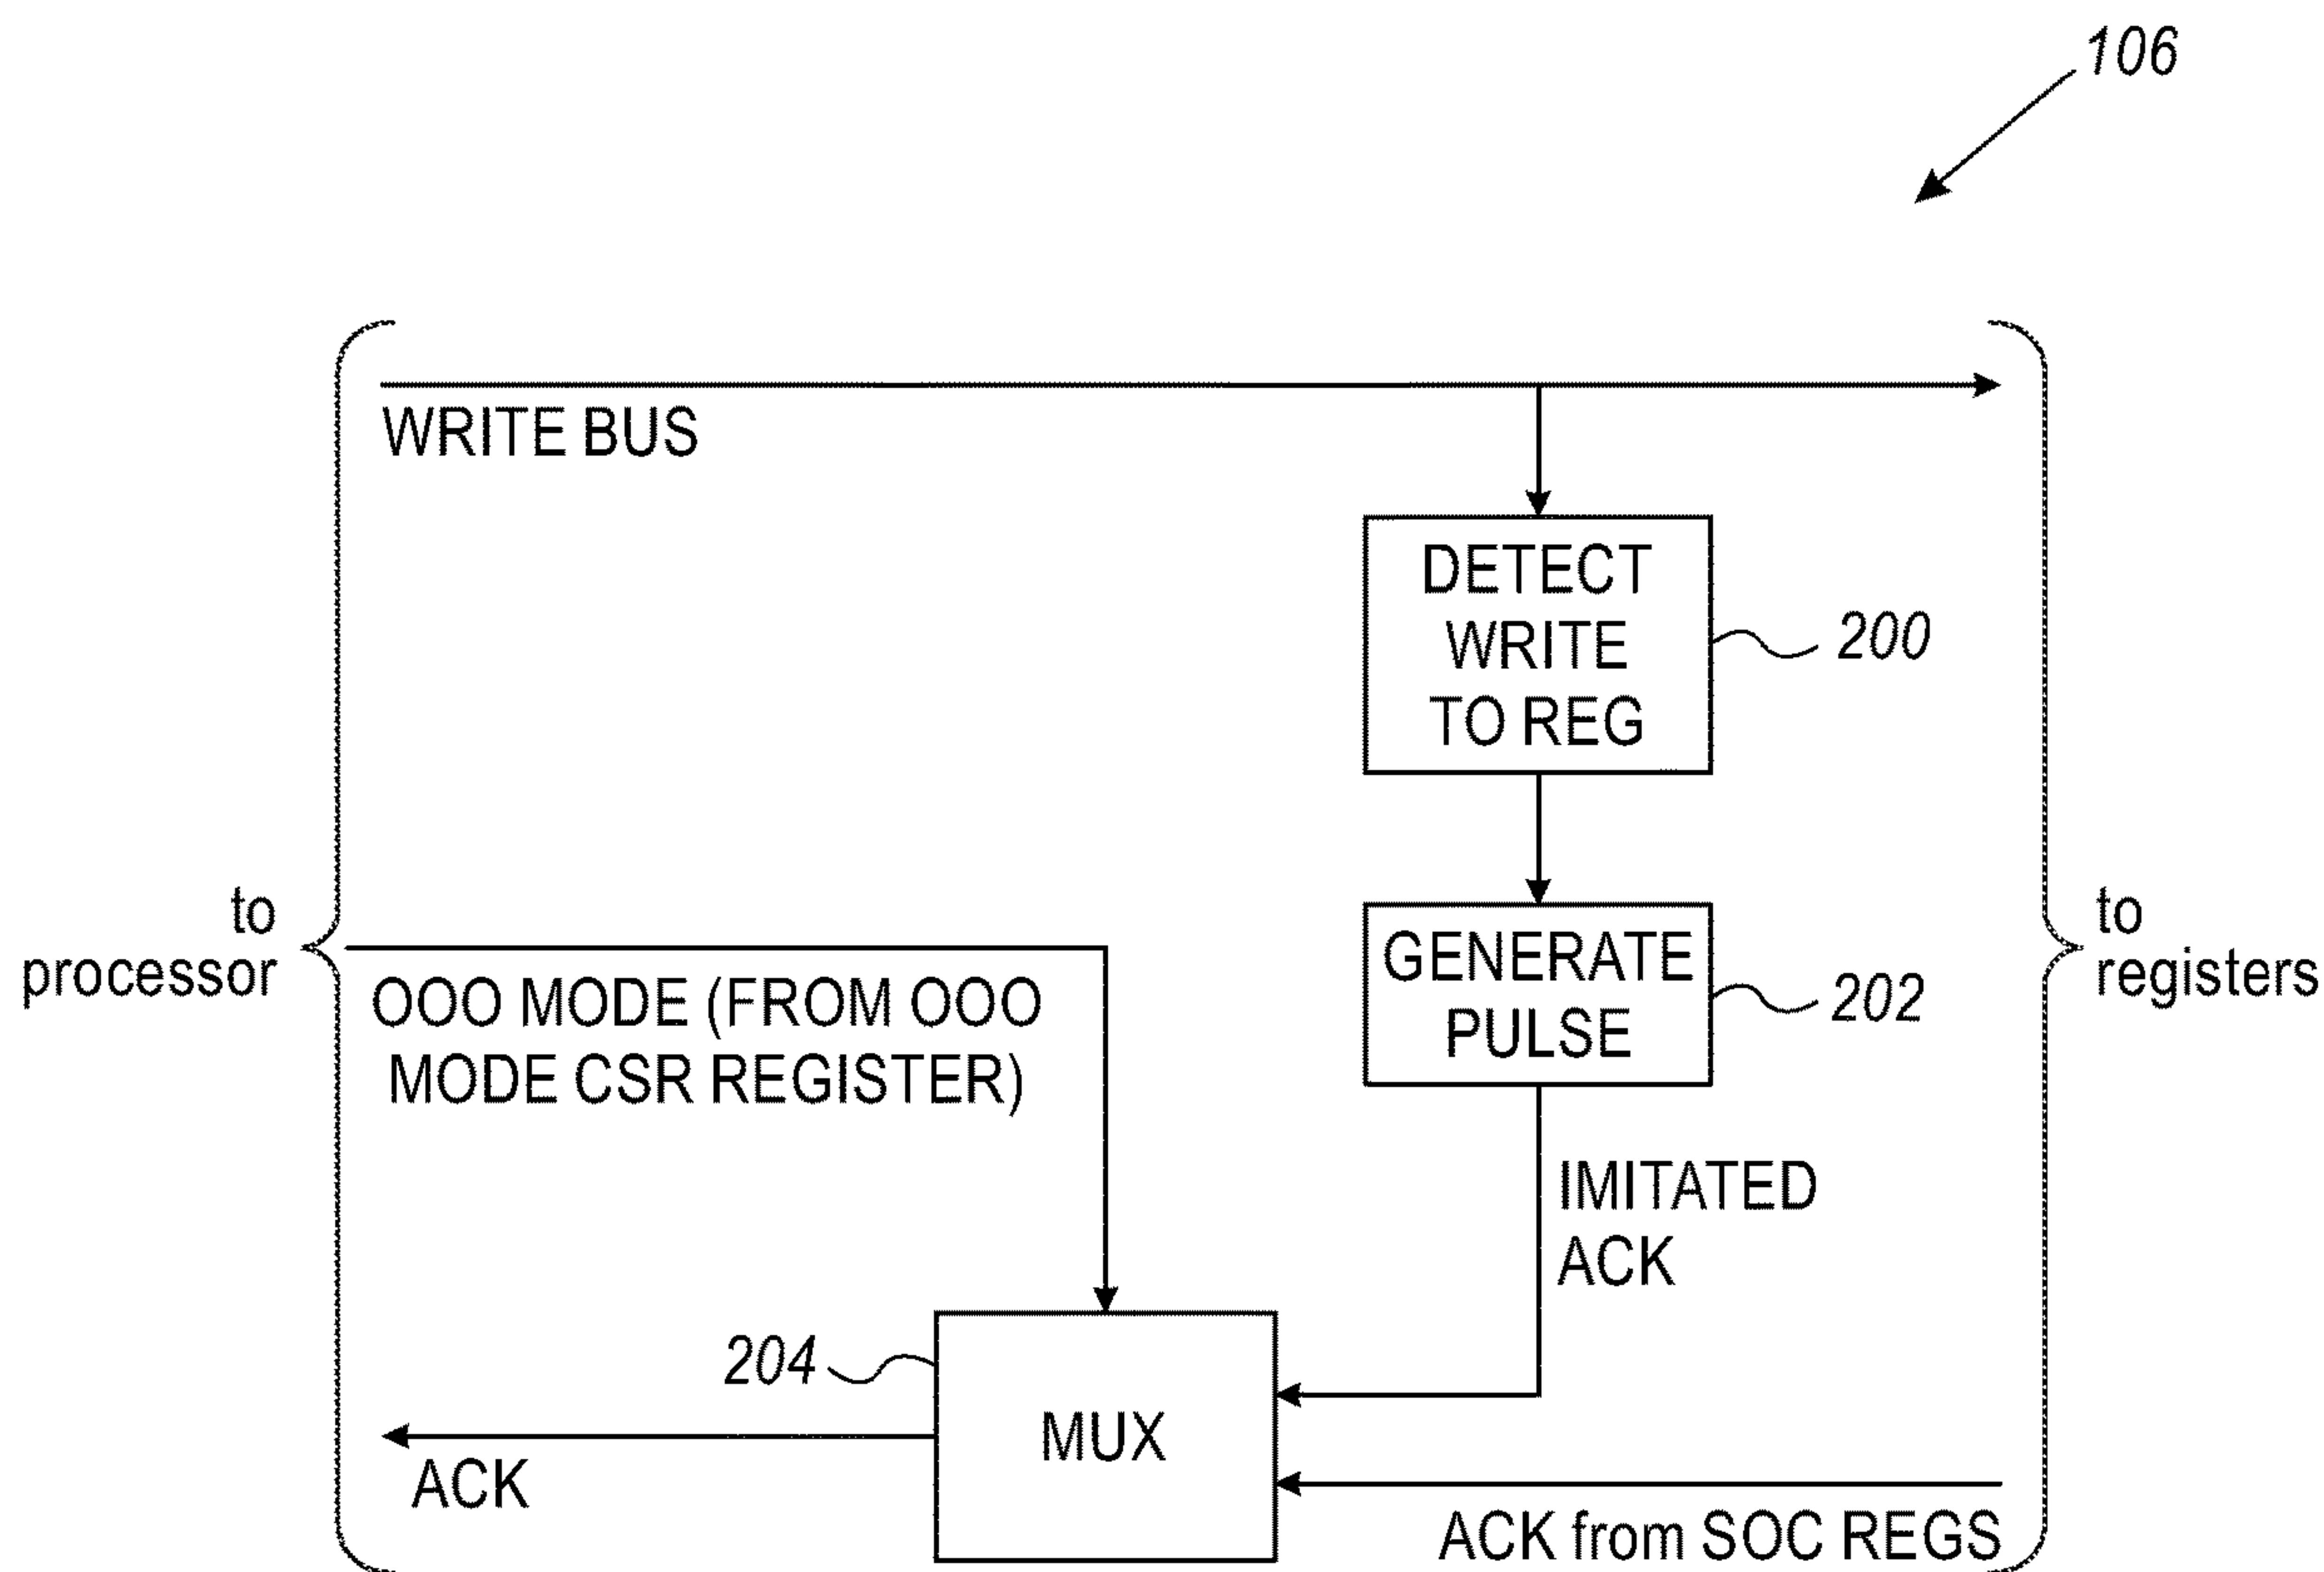 106
WRITE BUS
DETECT
WRITE
TO REG
200
to
processor
OOO MODE (FROM OOO
MODE CSR REGISTER)
GENERATE
PULSE
202
to
registers
IMITATED
ACK
204
MUX
ACK
ACK from SOC REGS